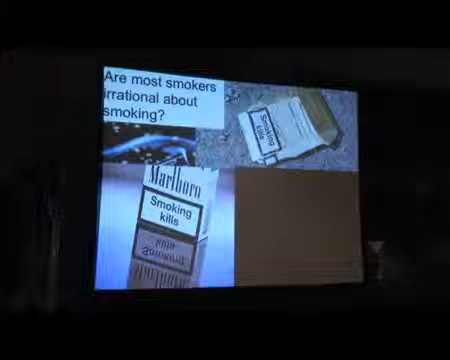 Are most smokers
irrational about
smoking?
Smoking
kills
Marlboro
Smoking
kills